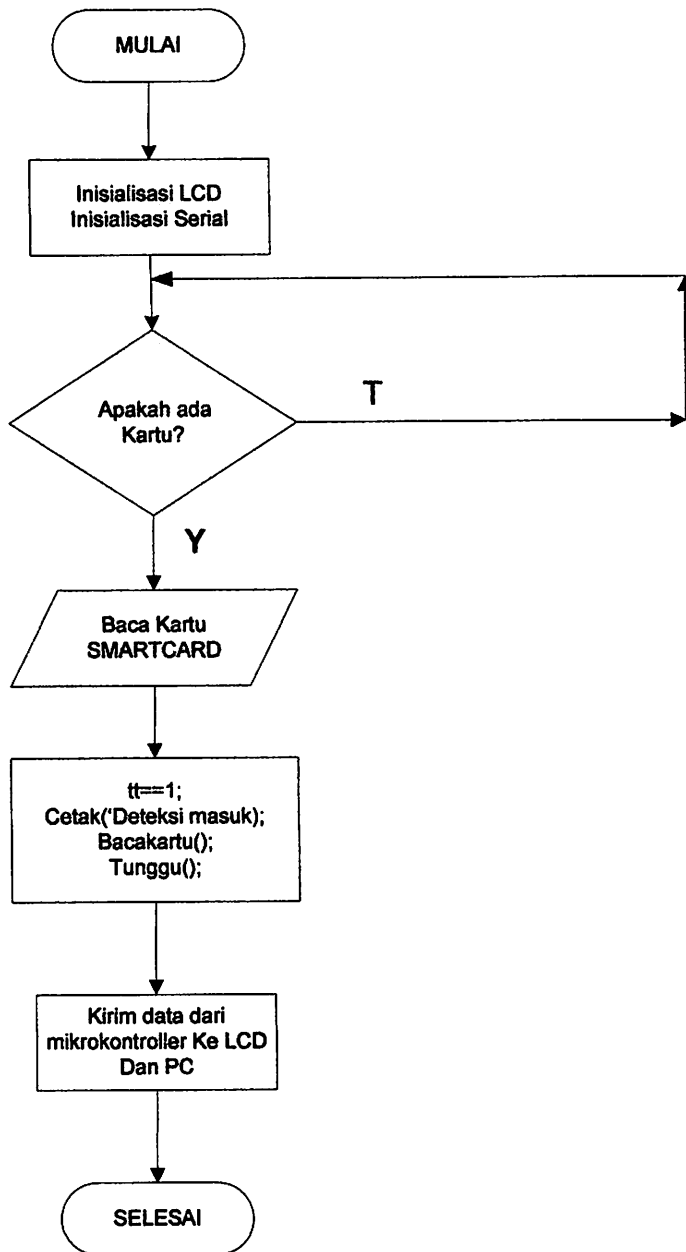 MULAI
Inisialisasi LCD
Inisialisasi Serial
Apakah ada
Kartu?
T
Y
Baca Kartu
SMARTCARD
tt==1;
Cetak('Deteksi masuk);
Bacakartu();
Tunggu();
Kirim data dari
mikrokontroller Ke LCD
Dan PC
SELESAI